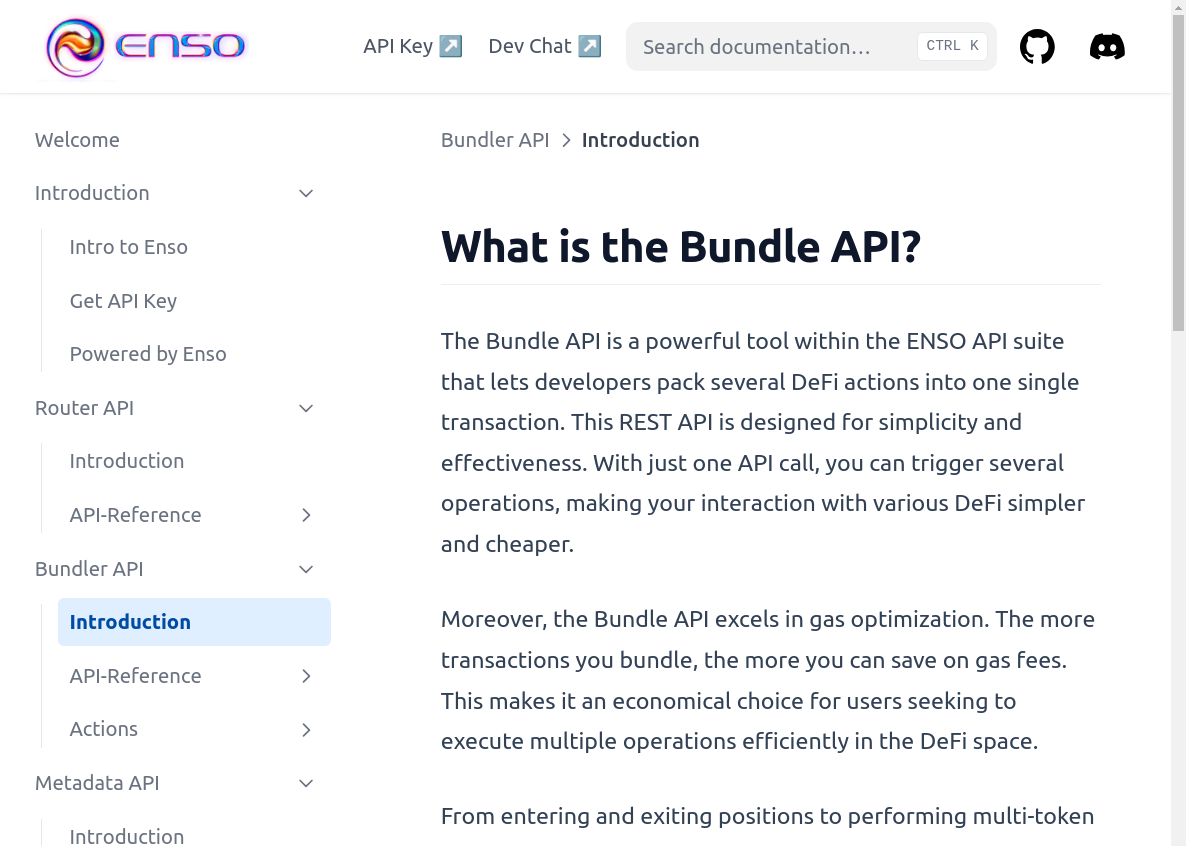 ENSO
API Key ↗
Dev Chat ↗
Search documentation…
CTRL K
Welcome
Introduction
Intro to Enso
Get API Key
Powered by Enso
Router API
Introduction
API-Reference
Bundler API
Introduction
API-Reference
Actions
Metadata API
Introduction
Bundler API > Introduction
What is the Bundle API?
The Bundle API is a powerful tool within the ENSO API suite
that lets developers pack several DeFi actions into one single
transaction. This REST API is designed for simplicity and
effectiveness. With just one API call, you can trigger several
operations, making your interaction with various DeFi simpler
and cheaper.
Moreover, the Bundle API excels in gas optimization. The more
transactions you bundle, the more you can save on gas fees.
This makes it an economical choice for users seeking to
execute multiple operations efficiently in the DeFi space.
From entering and exiting positions to performing multi-token